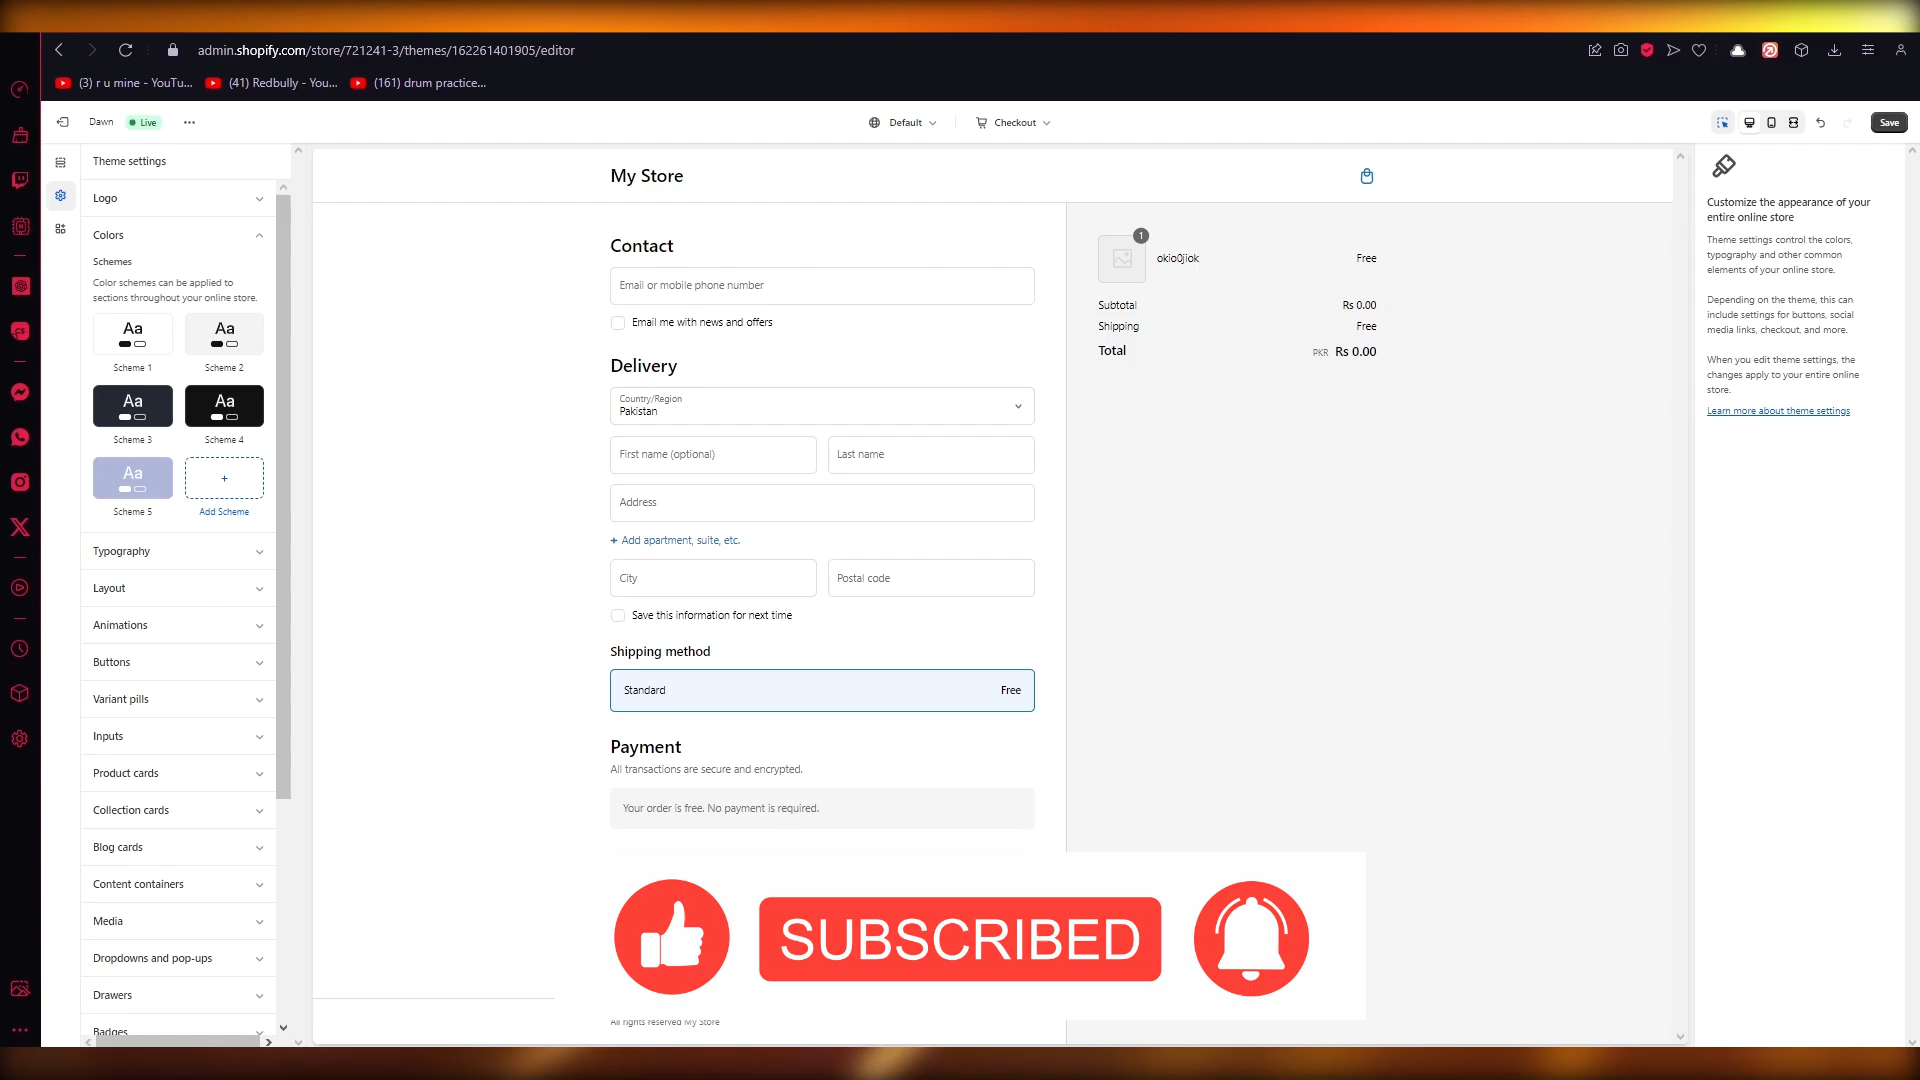 admin.shopify.com/store/721241-3/themes/162261401905/editor
(3) r u mine - YouTu...
(41) Redbully - You...
(161) drum practice...
Dawn
Live
Default
Checkout
Save
Theme settings
Logo
Colors
Schemes
Color schemes can be applied to
sections throughout your online store.
Aa
Aa
Scheme 1
Scheme 2
Aa
Aa
Scheme 3
Scheme 4
Aa
+
Scheme 5
Add Scheme
Typography
Layout
Animations
Buttons
Variant pills
Inputs
Product cards
Collection cards
Blog cards
Content containers
Media
Dropdowns and pop-ups
Drawers
Badges
My Store
Contact
Email or mobile phone number
Email me with news and offers
Delivery
Country/Region
Pakistan
First name (optional)
Last name
Address
+ Add apartment, suite, etc.
City
Postal code
Save this information for next time
Shipping method
Standard
Free
Payment
All transactions are secure and encrypted.
Your order is free. No payment is required.
SUBSCRIBED
All rights reserved My Store
1
okio0jiok
Free
Subtotal
Rs 0.00
Shipping
Free
Total
PKR Rs 0.00
Customize the appearance of your
entire online store
Theme settings control the colors,
typography and other common
elements of your online store.
Depending on the theme, this can
include settings for buttons, social
media links, checkout, and more.
When you edit theme settings, the
changes apply to your entire online
store.
Learn more about theme settings